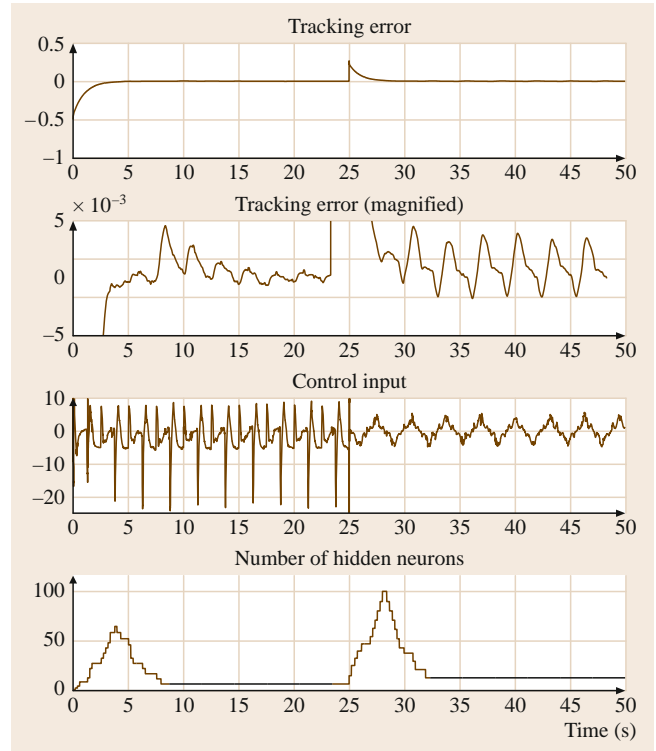 Tracking error
0.5
0
–0.5
–1
0 5 10 15 20 25 30 35 40 45 50
× 10–3 Tracking error (magnified)
5
0
–5
0 5 10 15 20 25 30 35 40 45 50
Control input
10
0
–10
–20
0 5 10 15 20 25 30 35 40 45 50
Number of hidden neurons
100
50
0
0 5 10 15 20 25 30 35 40 45 50
Time (s)